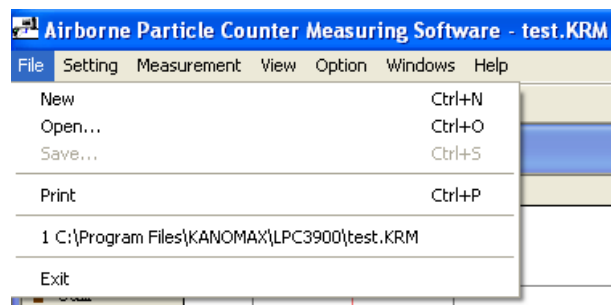 Airborne Particle Counter Measuring Software - test.KRM
File Setting Measurement View Option Windows Help
New Ctrl+N
Open... Ctrl+O
Save... Ctrl+S
Print Ctrl+P
1 C:\Program Files\KANOMAX\LPC3900\test.KRM
Exit